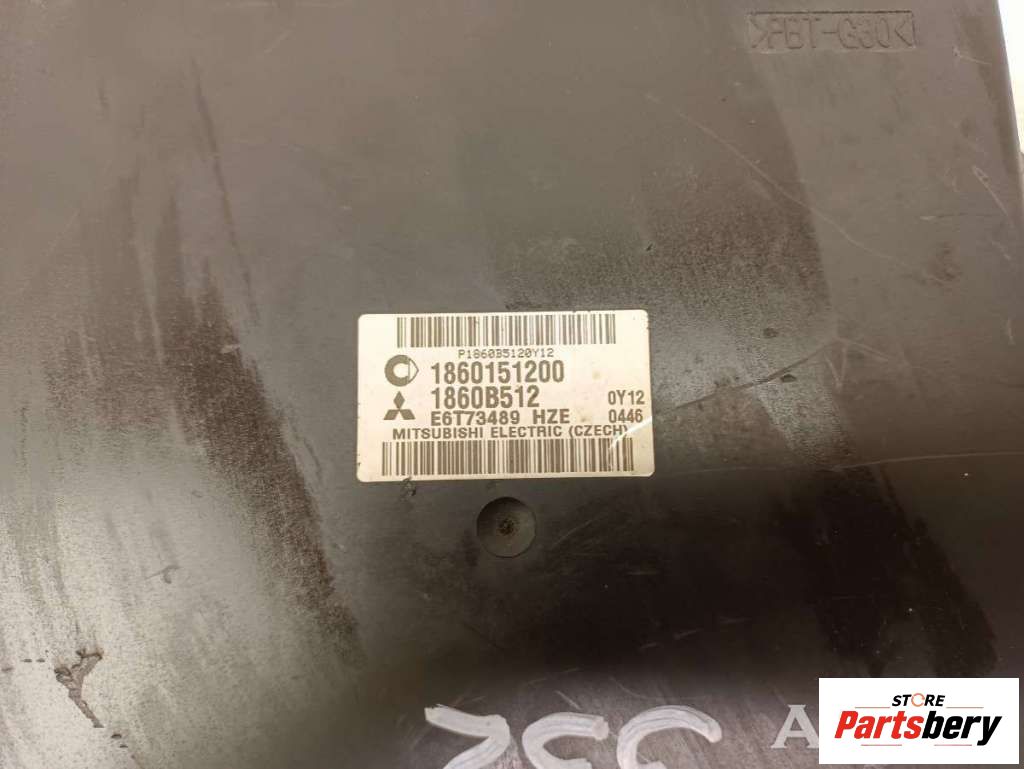 >PBT-G30<
P1860B5120Y12
1860151200
1860B512 0Y12
E6T73489 HZE 0446
MITSUBISHI ELECTRIC (CZECH)
A
STORE
Partsbery